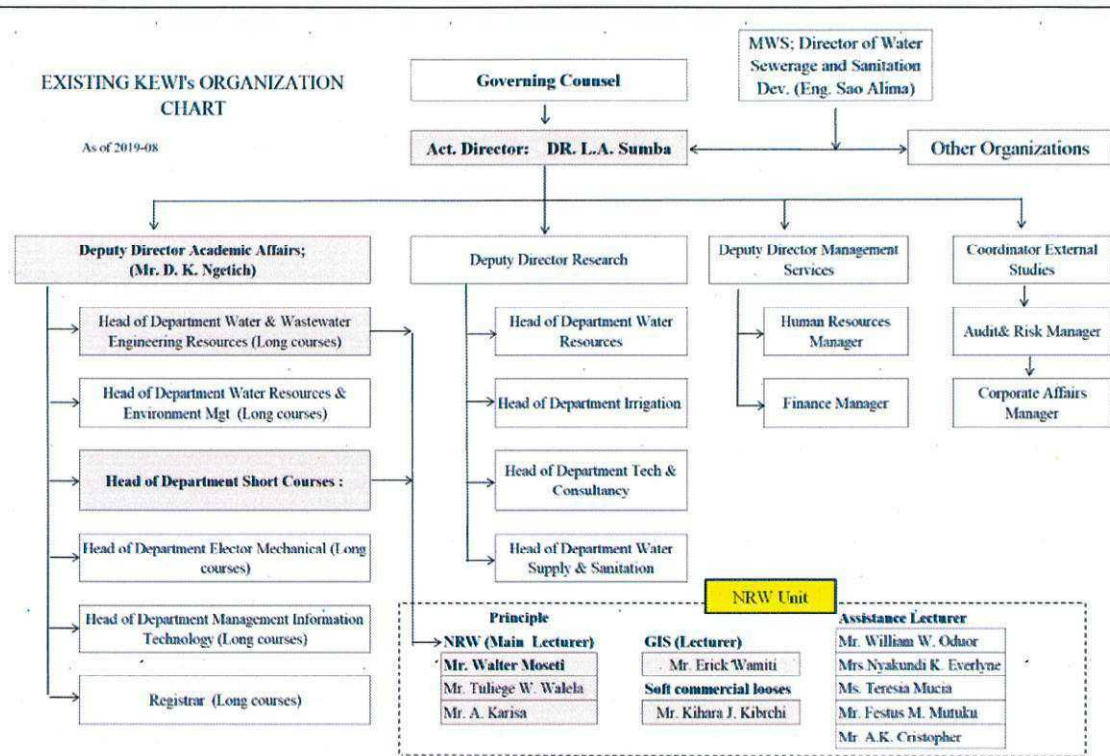 EXISTING KEWI's ORGANIZATION
CHART
As of 2019-08
Governing Counsel
MWS; Director of Water
Sewerage and Sanitation
Dev. (Eng. Sao Alima)
Act. Director: DR. L.A. Sumba
Other Organizations
Deputy Director Academic Affairs;
(Mr. D. K. Ngetich)
Deputy Director Research
Deputy Director Management
Services
Coordinator External
Studies
Head of Department Water & Wastewater
Engineering Resources (Long courses)
Head of Department Water Resources &
Environment Mgt (Long courses)
Head of Department Short Courses :
Head of Department Elector Mechanical (Long
courses)
Head of Department Management Information
Technology (Long courses)
Registrar (Long courses)
Head of Department Water
Resources
Head of Department Irrigation
Head of Department Tech &
Consultancy
Head of Department Water
Supply & Sanitation
Human Resources
Manager
Finance Manager
Audit& Risk Manager
Corporate Affairs
Manager
NRW Unit
Principle
NRW (Main Lecturer)
Mr. Walter Moseti
Mr. Tuliege W. Walela
Mr. A. Karisa
GIS (Lecturer)
Mr. Erick Wamiti
Soft commercial looses
Mr. Kihara J. Kibrchi
Assistance Lecturer
Mr. William W. Oduor
Mrs Nyakundi K. Everlyne
Ms. Teresia Mucia
Mr. Festus M. Mutuku
Mr. A.K. Cristopher